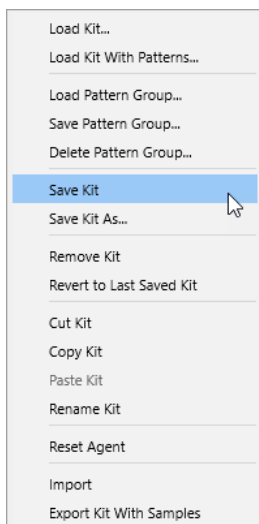 Load Kit...
Load Kit With Patterns...
Load Pattern Group...
Save Pattern Group...
Delete Pattern Group...
Save Kit
Save Kit As...
Remove Kit
Revert to Last Saved Kit
Cut Kit
Copy Kit
Paste Kit
Rename Kit
Reset Agent
Import
Export Kit With Samples